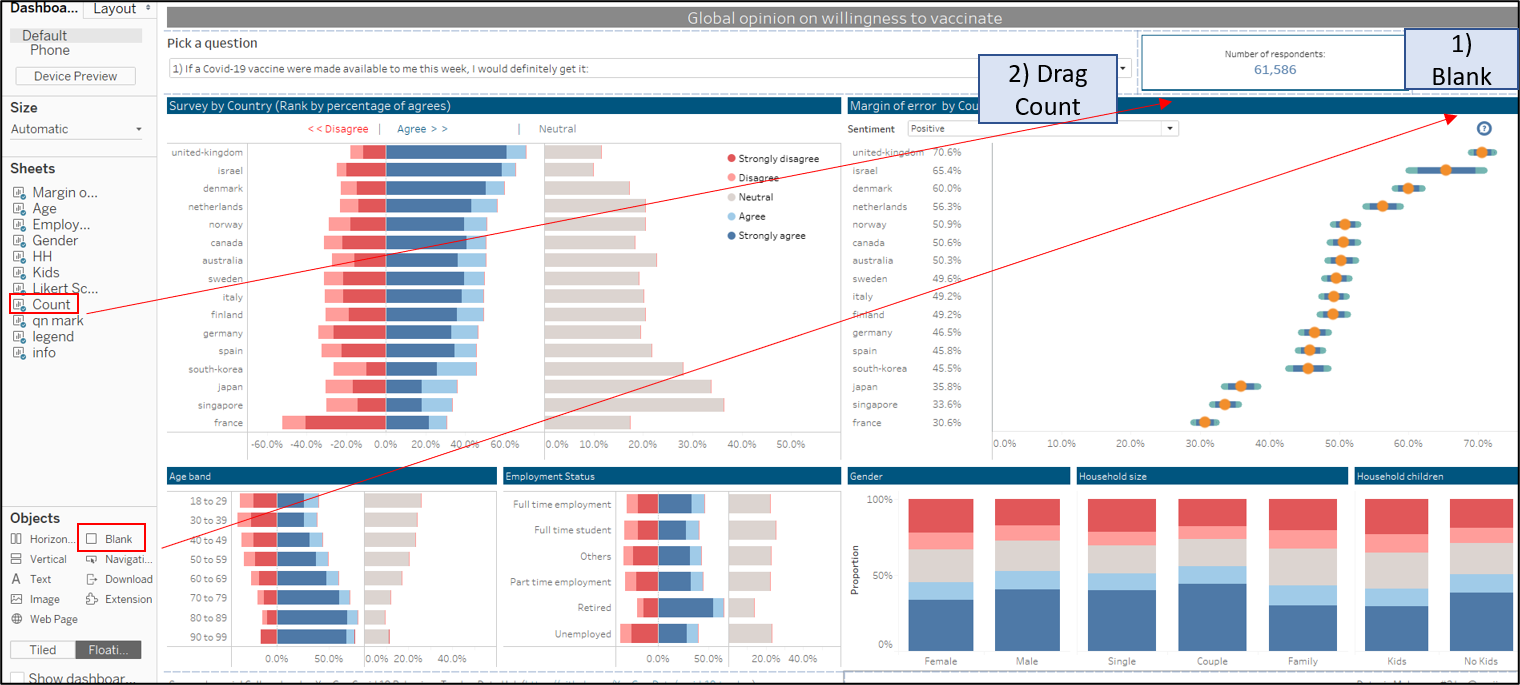 Dashboa... Layout
Default
Phone
Device Preview
Size
Automatic
Sheets
Margin o...
Age
Employ...
Gender
HH
Kids
Likert Sc...
Count
qn mark
legend
info
Objects
Horizon... Blank
Vertical Navigati...
Text Download
Image Extension
Web Page
Tiled Floati...
Show dashboar...
Global opinion on willingness to vaccinate
Pick a question
1) If a Covid-19 vaccine were made available to me this week, I would definitely get it:
Number of respondents:
61,586
1)
Blank
2) Drag
Count
Survey by Country (Rank by percentage of agrees)
<< Disagree | Agree >> | Neutral
united-kingdom
israel
denmark
netherlands
norway
canada
australia
sweden
italy
finland
germany
spain
south-korea
japan
singapore
france
Strongly disagree
Disagree
Neutral
Agree
Strongly agree
-60.0% -40.0% -20.0% 0.0% 20.0% 40.0% 60.0% 0.0% 10.0% 20.0% 30.0% 40.0% 50.0%
Margin of error by Cou
Sentiment Positive
?
united-kingdom 70.6%
israel 65.4%
denmark 60.0%
netherlands 56.3%
norway 50.9%
canada 50.6%
australia 50.3%
sweden 49.6%
italy 49.2%
finland 49.2%
germany 46.5%
spain 45.8%
south-korea 45.5%
japan 35.8%
singapore 33.6%
france 30.6%
0.0% 10.0% 20.0% 30.0% 40.0% 50.0% 60.0% 70.0%
Age band
18 to 29
30 to 39
40 to 49
50 to 59
60 to 69
70 to 79
80 to 89
90 to 99
0.0% 50.0% 0.0% 20.0% 40.0%
Employment Status
Full time employment
Full time student
Others
Part time employment
Retired
Unemployed
0.0% 50.0% 20.0% 40.0%
Gender
Household size
Household children
100%
50%
0%
Proportion
Female Male Single Couple Family Kids No Kids